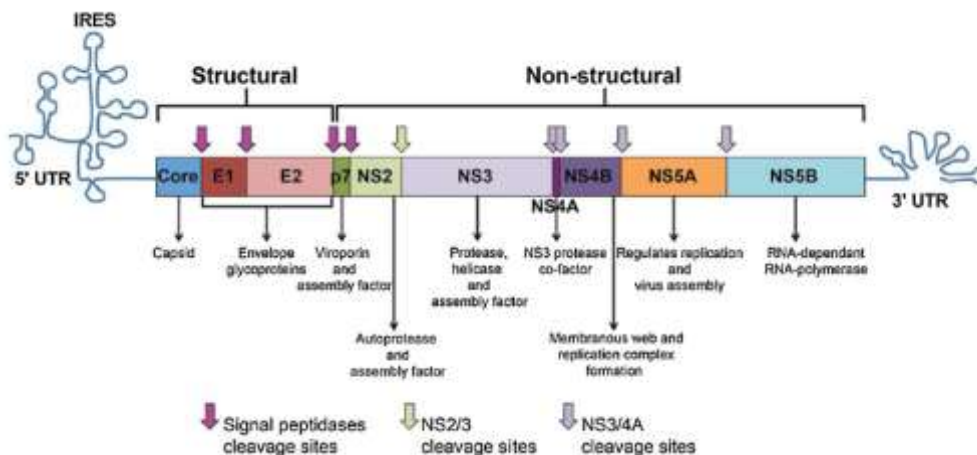 IRES
Structural
Non-structural
5' UTR
Core
E1
E2
p7
NS2
NS3
NS4A
NS4B
NS5A
NS5B
3' UTR
Capsid
Envelope
glycoproteins
Viroporin
and
assembly factor
Autoprotease
and
assembly factor
Protease,
helicase
and
assembly factor
NS3 protease
co-factor
Membranous web and
replication complex
formation
Regulates replication
and
virus assembly
RNA-dependant
RNA-polymerase
Signal peptidases
cleavage sites
NS2/3
cleavage sites
NS3/4A
cleavage sites